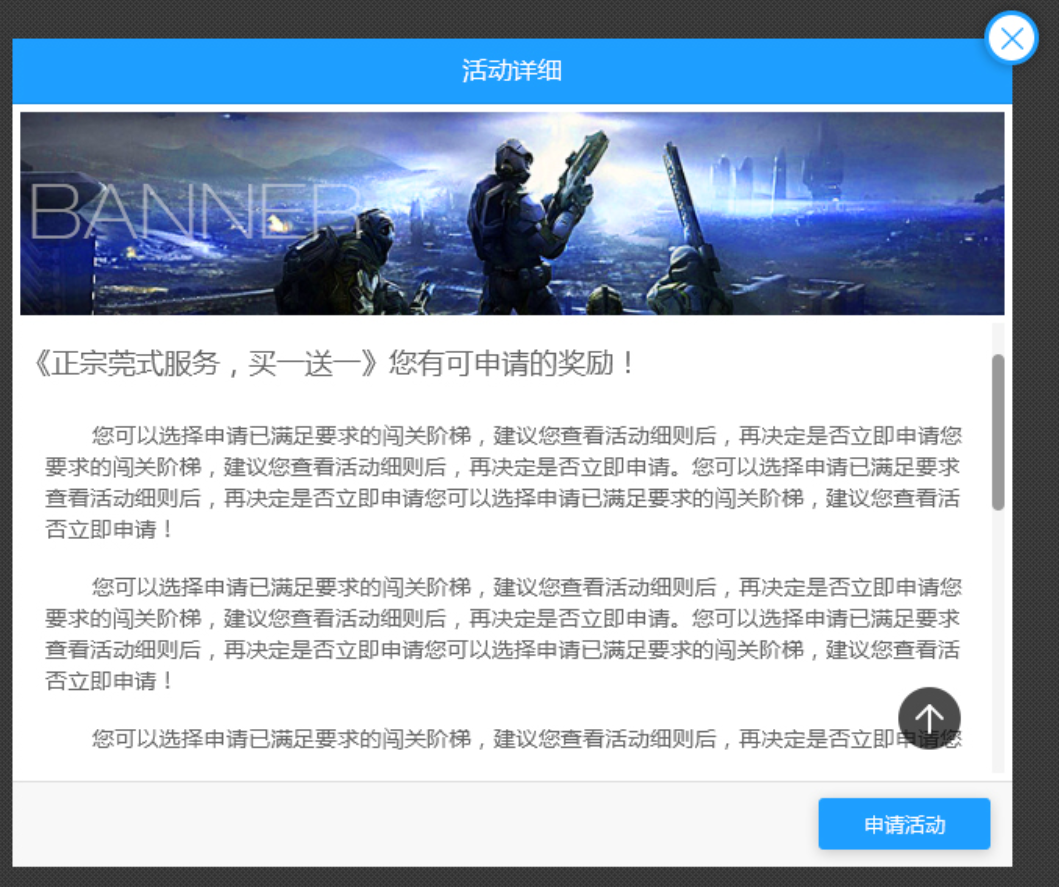 活动详细
BANNER
《正宗莞式服务，买一送一》您有可申请的奖励！
您可以选择申请已满足要求的闯关阶梯，建议您查看活动细则后，再决定是否立即申请您
要求的闯关阶梯，建议您查看活动细则后，再决定是否立即申请。您可以选择申请已满足要求
查看活动细则后，再决定是否立即申请您可以选择申请已满足要求的闯关阶梯，建议您查看活
否立即申请！
您可以选择申请已满足要求的闯关阶梯，建议您查看活动细则后，再决定是否立即申请您
要求的闯关阶梯，建议您查看活动细则后，再决定是否立即申请。您可以选择申请已满足要求
查看活动细则后，再决定是否立即申请您可以选择申请已满足要求的闯关阶梯，建议您查看活
否立即申请！
您可以选择申请已满足要求的闯关阶梯，建议您查看活动细则后，再决定是否立即申请您
申请活动